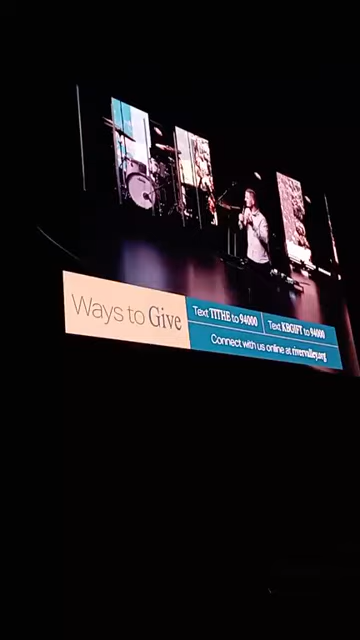 Ways to Give
Text TITHE to 94000
Text KBGIFT to 94000
Connect with us online at rivervalley.org